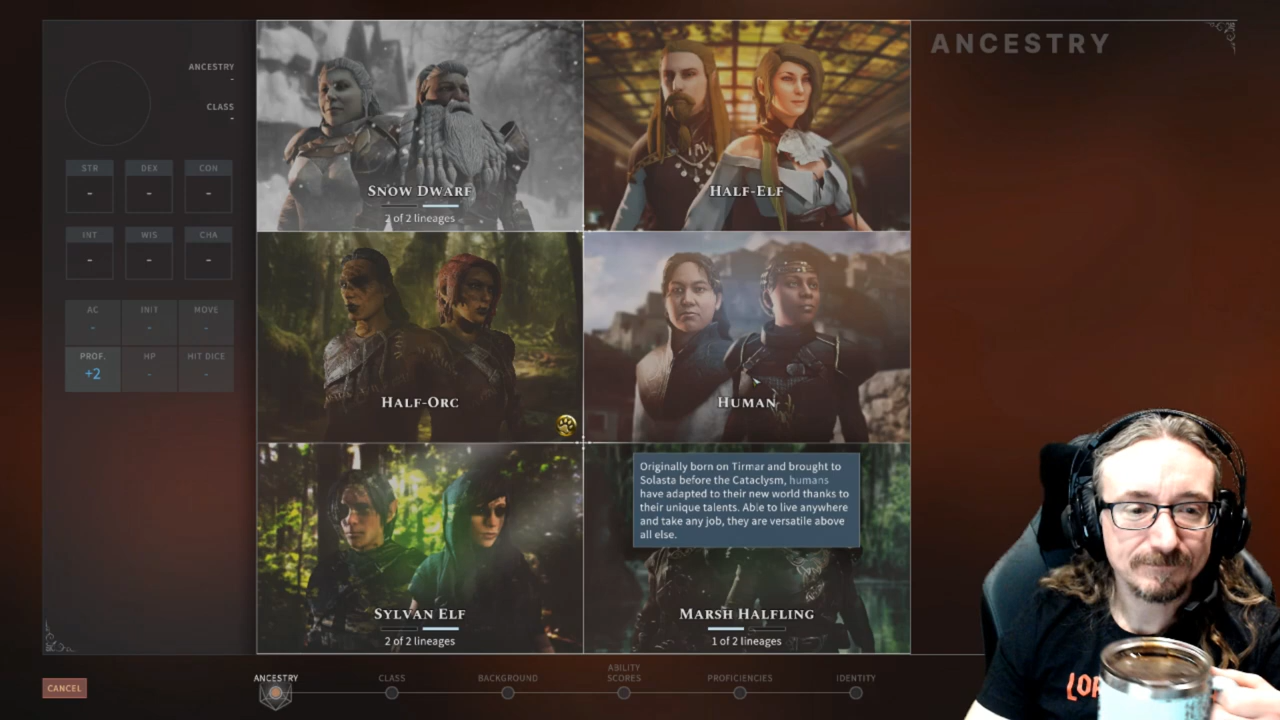 ANCESTRY
ANCESTRY
-
CLASS
-
STR
DEX
CON
-
-
-
INT
WIS
CHA
-
-
-
AC
INIT
MOVE
-
-
-
PROF.
HP
HIT DICE
+2
-
-
SNOW DWARF
2 of 2 lineages
HALF-ELF
HALF-ORC
HUMAN
Originally born on Tirmar and brought to
Solasta before the Cataclysm, humans
have adapted to their new world thanks to
their unique talents. Able to live anywhere
and take any job, they are versatile above
all else.
SYLVAN ELF
2 of 2 lineages
MARSH HALFLING
1 of 2 lineages
CANCEL
ANCESTRY
CLASS
BACKGROUND
ABILITY
SCORES
PROFICIENCIES
IDENTITY